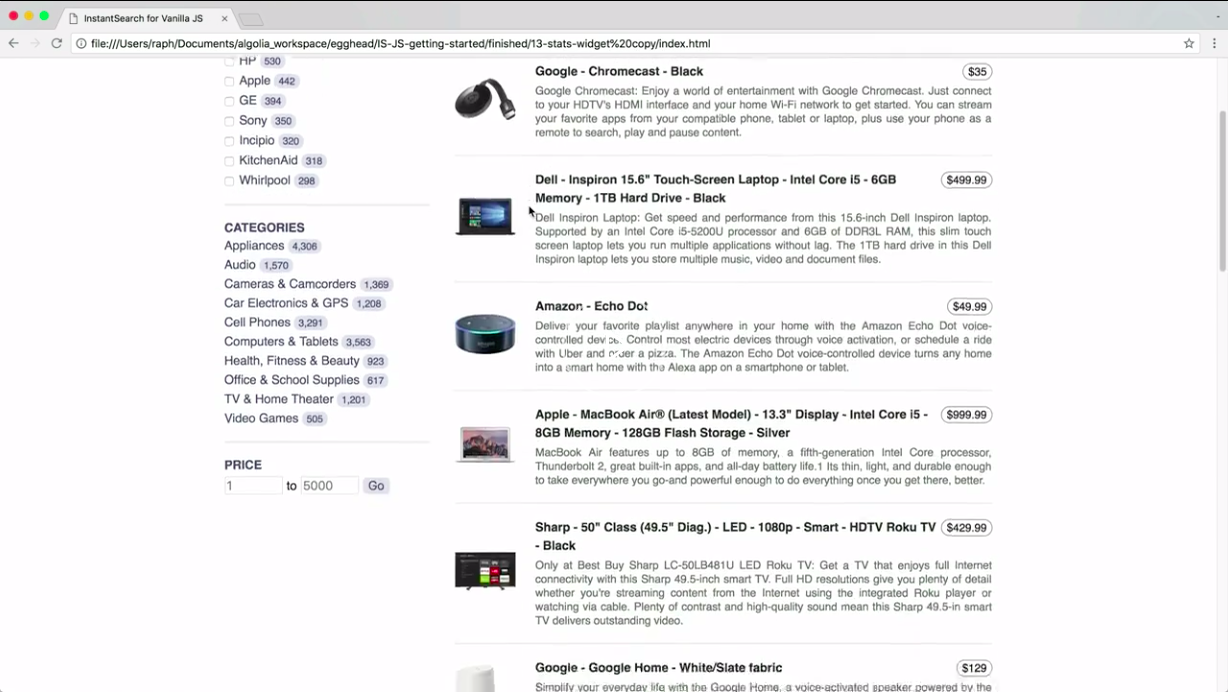 InstantSearch for Vanilla JS
file:///Users/raph/Documents/algolia_workspace/egghead/IS-JS-getting-started/finished/13-stats-widget%20copy/index.html
HP 530
Apple 442
GE 394
Sony 350
Incipio 320
KitchenAid 318
Whirlpool 298
CATEGORIES
Appliances 4,306
Audio 1,570
Cameras & Camcorders 1,369
Car Electronics & GPS 1,208
Cell Phones 3,291
Computers & Tablets 3,563
Health, Fitness & Beauty 923
Office & School Supplies 617
TV & Home Theater 1,201
Video Games 505
PRICE
1 to 5000 Go
Google - Chromecast - Black $35
Google Chromecast: Enjoy a world of entertainment with Google Chromecast. Just connect
to your HDTV's HDMI interface and your home Wi-Fi network to get started. You can stream
your favorite apps from your compatible phone, tablet or laptop, plus use your phone as a
remote to search, play and pause content.
Dell - Inspiron 15.6" Touch-Screen Laptop - Intel Core i5 - 6GB $499.99
Memory - 1TB Hard Drive - Black
Dell Inspiron Laptop: Get speed and performance from this 15.6-inch Dell Inspiron laptop.
Supported by an Intel Core i5-5200U processor and 6GB of DDR3L RAM, this slim touch
screen laptop lets you run multiple applications without lag. The 1TB hard drive in this Dell
Inspiron laptop lets you store multiple music, video and document files.
Amazon - Echo Dot $49.99
Deliver your favorite playlist anywhere in your home with the Amazon Echo Dot voice-
controlled device. Control most electric devices through voice activation, or schedule a ride
with Uber and order a pizza. The Amazon Echo Dot voice-controlled device turns any home
into a smart home with the Alexa app on a smartphone or tablet.
Apple - MacBook Air® (Latest Model) - 13.3" Display - Intel Core i5 - $999.99
8GB Memory - 128GB Flash Storage - Silver
MacBook Air features up to 8GB of memory, a fifth-generation Intel Core processor,
Thunderbolt 2, great built-in apps, and all-day battery life.1 Its thin, light, and durable enough
to take everywhere you go-and powerful enough to do everything once you get there, better.
Sharp - 50" Class (49.5" Diag.) - LED - 1080p - Smart - HDTV Roku TV $429.99
- Black
Only at Best Buy Sharp LC-50LB481U LED Roku TV: Get a TV that enjoys full Internet
connectivity with this Sharp 49.5-inch smart TV. Full HD resolutions give you plenty of detail
whether you're streaming content from the Internet using the integrated Roku player or
watching via cable. Plenty of contrast and high-quality sound mean this Sharp 49.5-in smart
TV delivers outstanding video.
Google - Google Home - White/Slate fabric $129
Simplify your everyday life with the Google Home, a voice-activated speaker powered by the